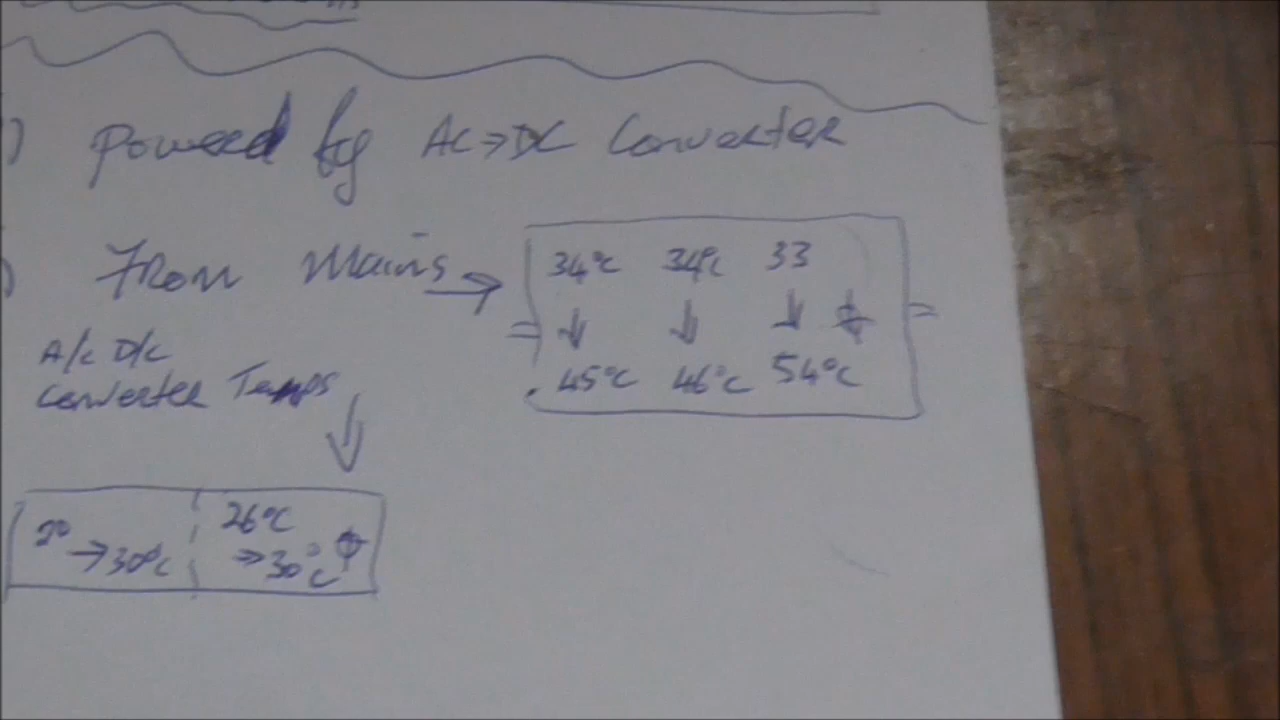 ) Powered by AC→DC Converter
) From Mains →
34°C 34°C 33
= ↓ ↓ ↓ =
45°C 46°C 54°C
A/C D/C
Converter Temps
↓
26°C
→30°C →30°C